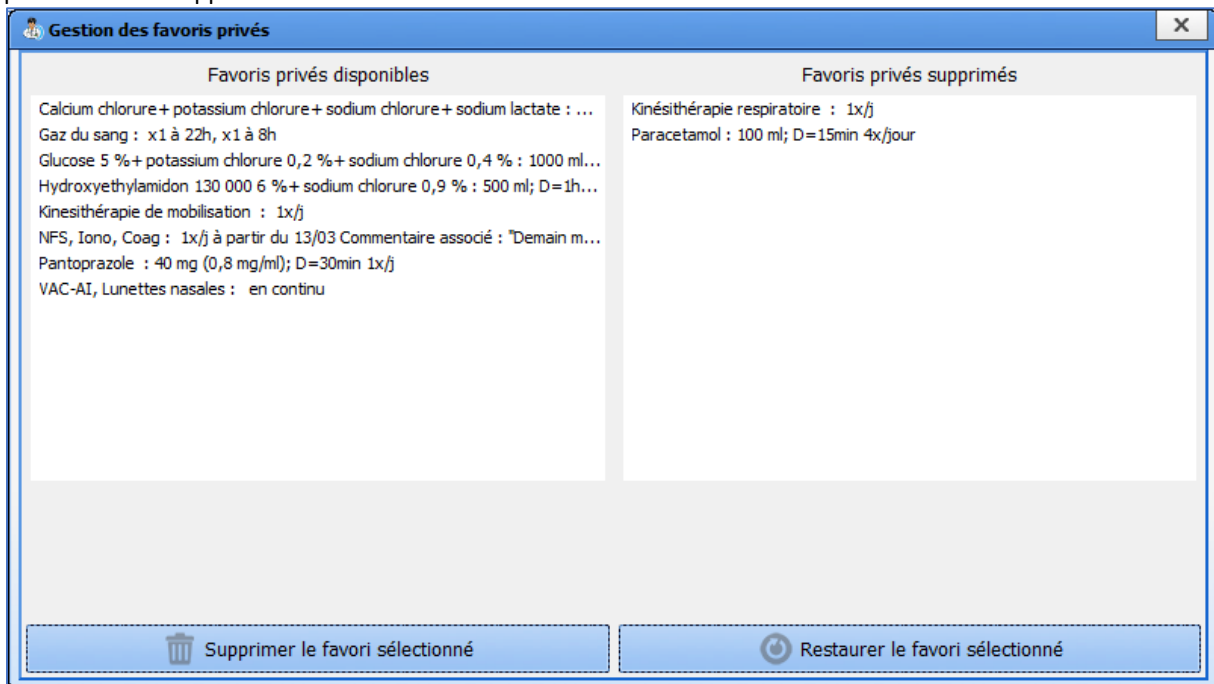 Gestion des favoris privés
Favoris privés disponibles
Calcium chlorure+ potassium chlorure+ sodium chlorure+ sodium lactate : ...
Gaz du sang : x1 à 22h, x1 à 8h
Glucose 5 %+ potassium chlorure 0,2 %+ sodium chlorure 0,4 % : 1000 ml...
Hydroxyethylamidon 130 000 6 %+ sodium chlorure 0,9 % : 500 ml; D=1h...
Kinesithérapie de mobilisation : 1x/j
NFS, Iono, Coag : 1x/j à partir du 13/03 Commentaire associé : "Demain m...
Pantoprazole : 40 mg (0,8 mg/ml); D=30min 1x/j
VAC-AI, Lunettes nasales : en continu
Favoris privés supprimés
Kinésithérapie respiratoire : 1x/j
Paracetamol : 100 ml; D=15min 4x/jour
Supprimer le favori sélectionné
Restaurer le favori sélectionné